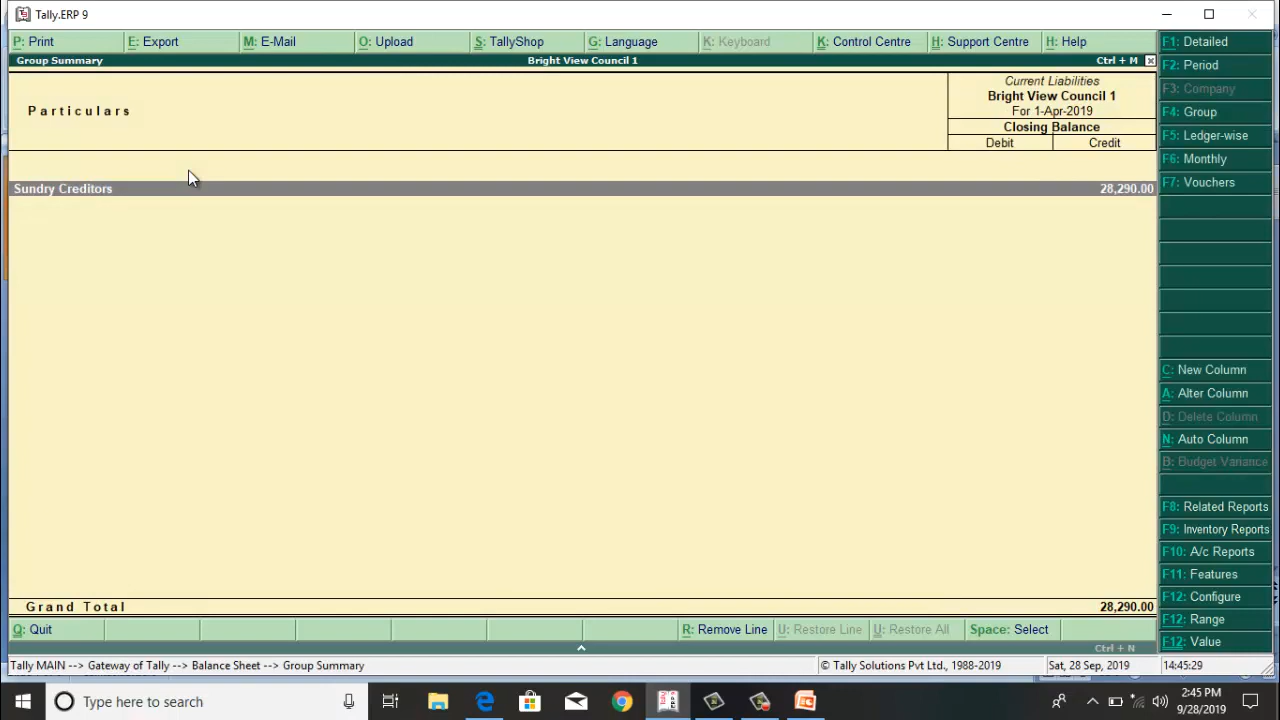 Tally.ERP 9
P: Print E: Export M: E-Mail O: Upload S: TallyShop G: Language K: Keyboard K: Control Centre H: Support Centre H: Help
Group Summary Bright View Council 1 Ctrl + M
Particulars
Current Liabilities
Bright View Council 1
For 1-Apr-2019
Closing Balance
Debit Credit
Sundry Creditors 28,290.00
Grand Total 28,290.00
F1: Detailed
F2: Period
F3: Company
F4: Group
F5: Ledger-wise
F6: Monthly
F7: Vouchers
C: New Column
A: Alter Column
D: Delete Column
N: Auto Column
B: Budget Variance
F8: Related Reports
F9: Inventory Reports
F10: A/c Reports
F11: Features
F12: Configure
F12: Range
F12: Value
Q: Quit R: Remove Line U: Restore Line U: Restore All Space: Select
Ctrl + N
Tally MAIN --> Gateway of Tally --> Balance Sheet --> Group Summary © Tally Solutions Pvt Ltd., 1988-2019 Sat, 28 Sep, 2019 14:45:29
Type here to search
2:45 PM
9/28/2019